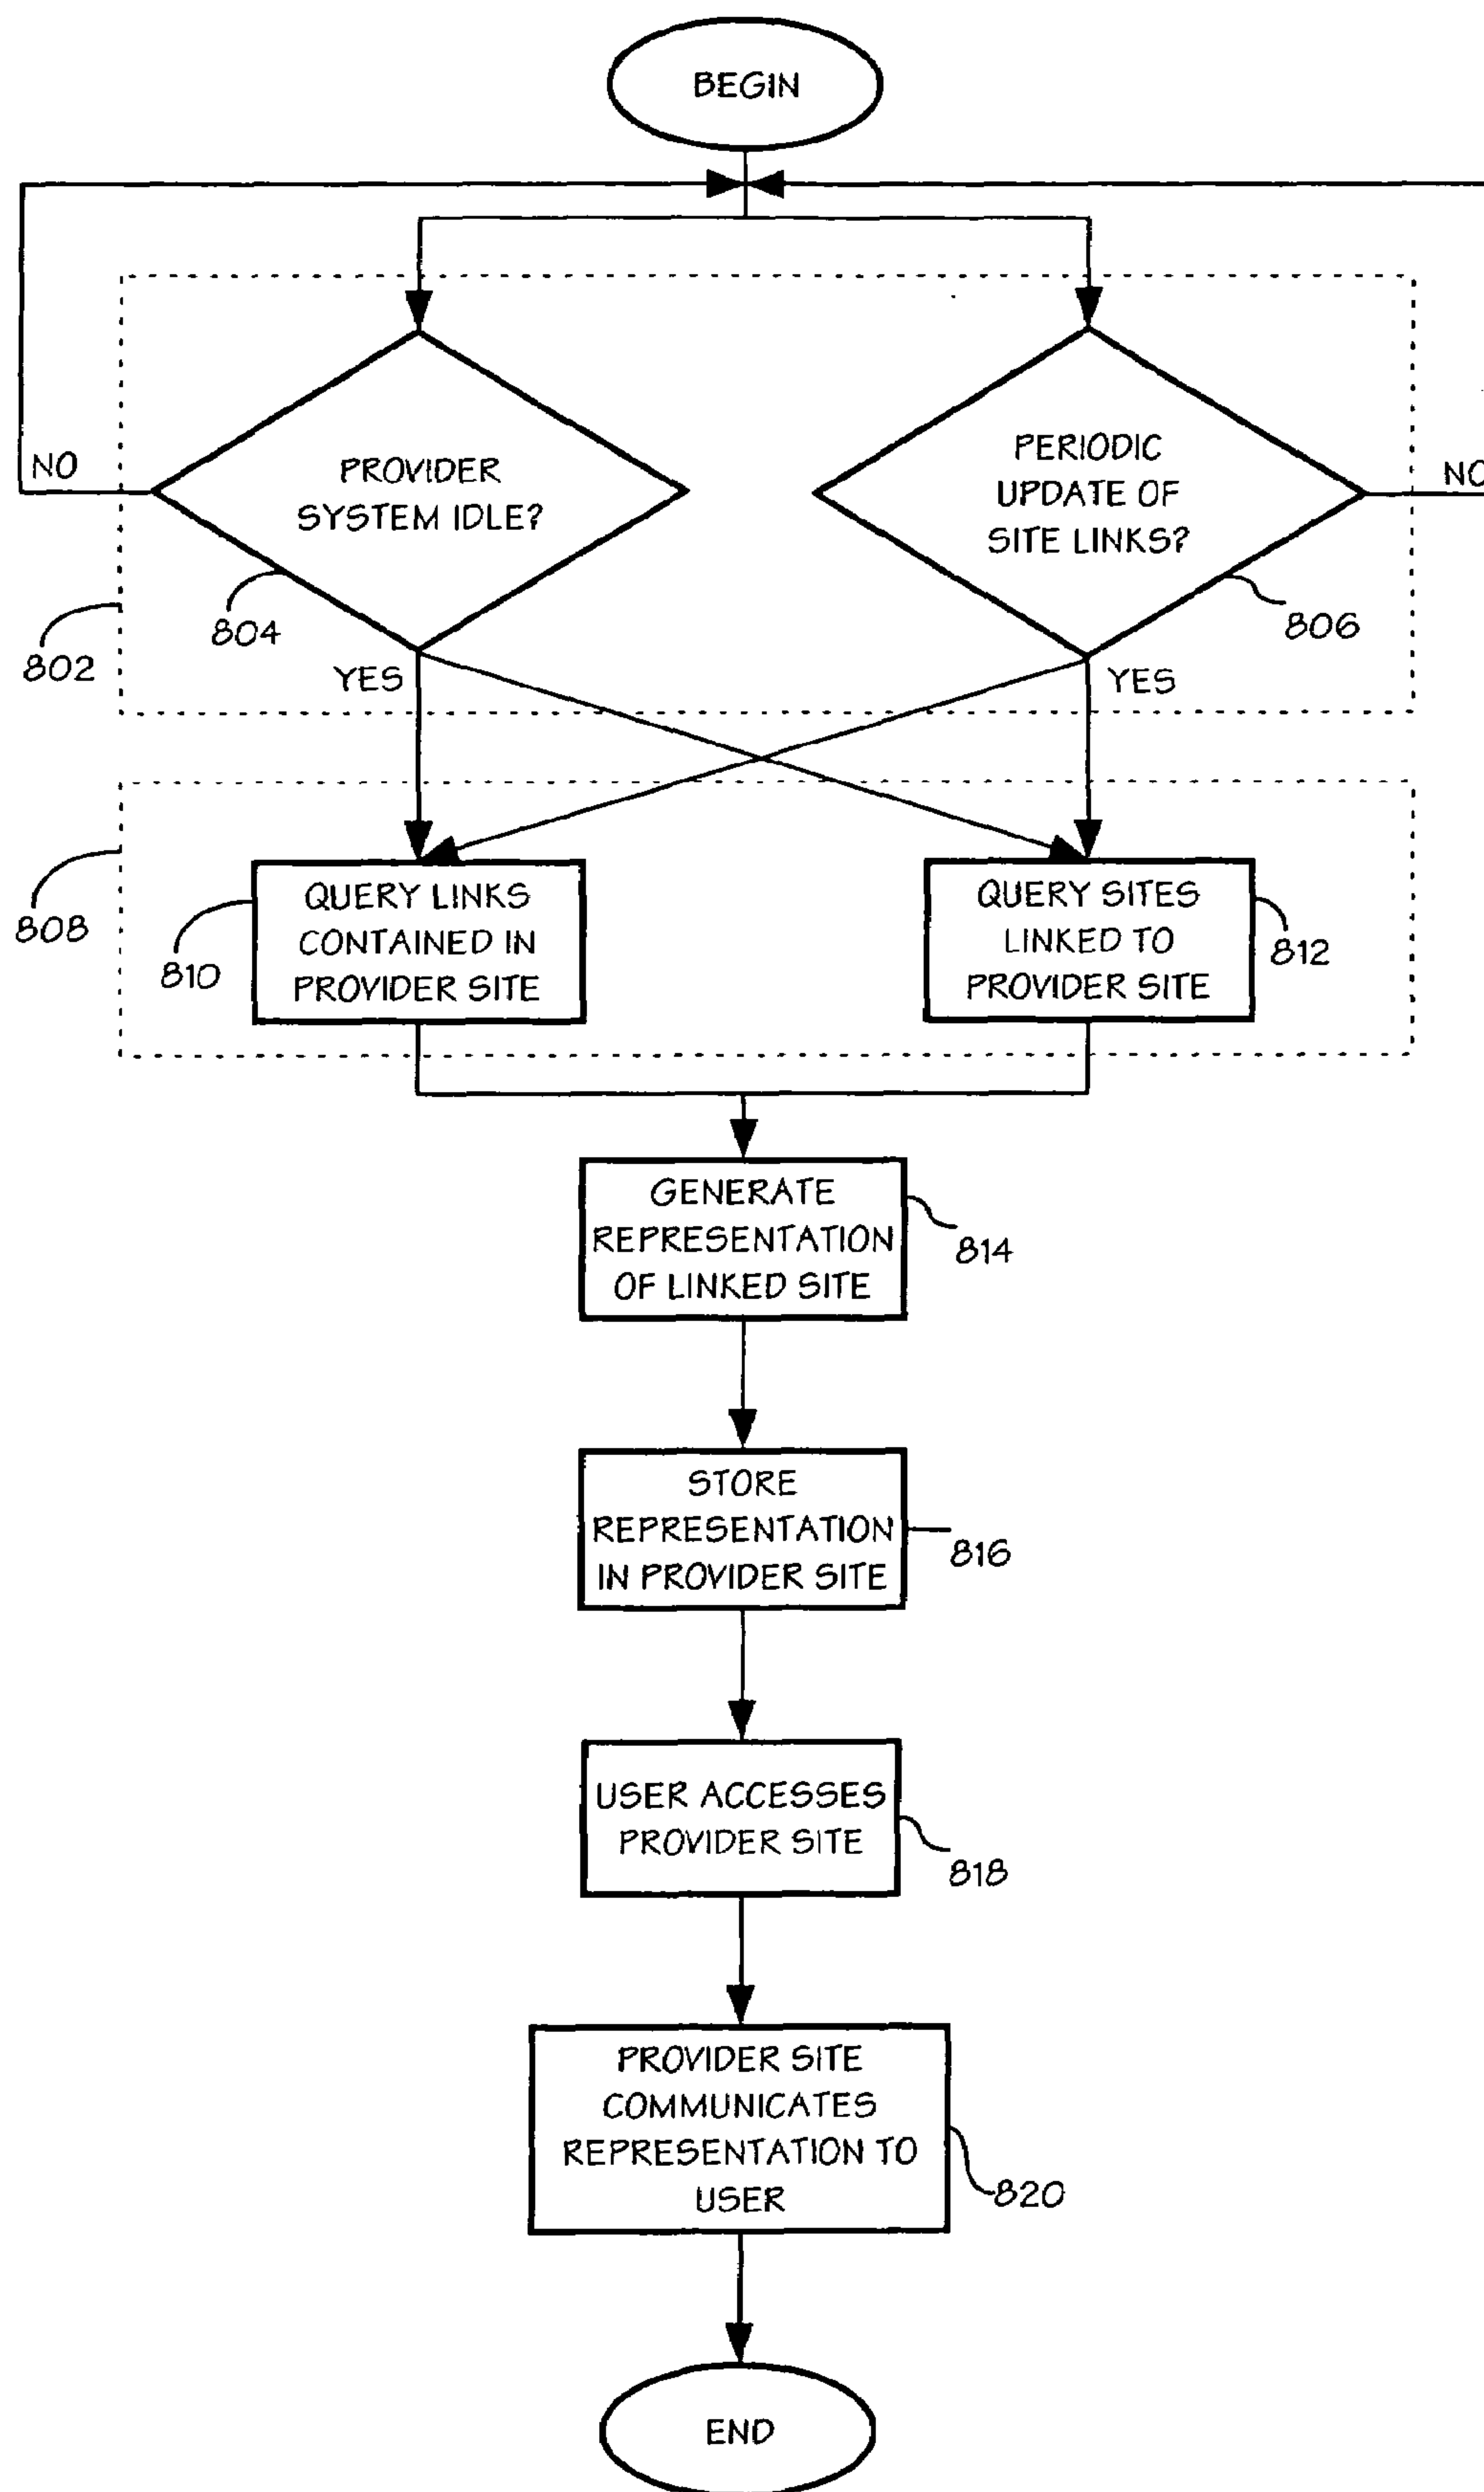 BEGIN
NO
PROVIDER
SYSTEM IDLE?
PERIODIC
UPDATE OF
SITE LINKS?
NO
802
804
806
YES
YES
808
810
QUERY LINKS
CONTAINED IN
PROVIDER SITE
QUERY SITES
LINKED TO
PROVIDER SITE
812
GENERATE
REPRESENTATION
OF LINKED SITE
814
STORE
REPRESENTATION
IN PROVIDER SITE
816
USER ACCESSES
PROVIDER SITE
818
PROVIDER SITE
COMMUNICATES
REPRESENTATION TO
USER
820
END